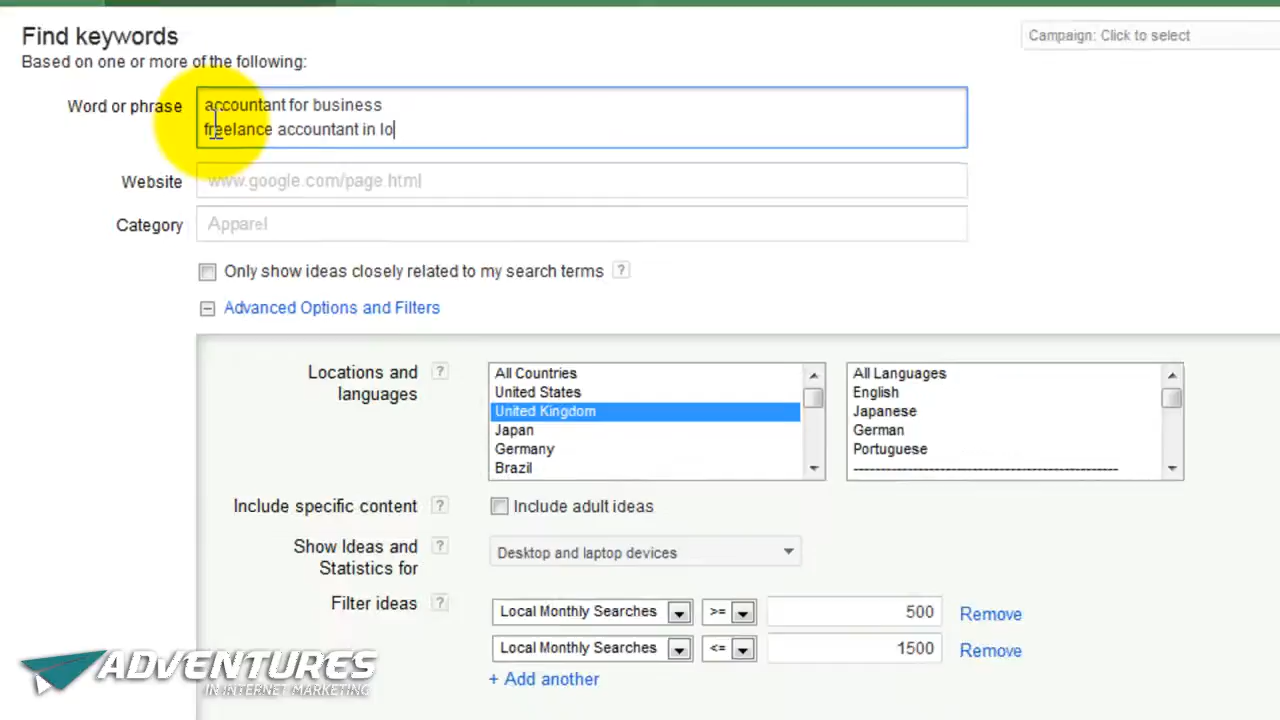 Find keywords
Campaign: Click to select
Based on one or more of the following:
Word or phrase
accountant for business
freelance accountant in lo
Website
www.google.com/page.html
Category
Apparel
Only show ideas closely related to my search terms ?
Advanced Options and Filters
Locations and languages ?
All Countries
United States
United Kingdom
Japan
Germany
Brazil
All Languages
English
Japanese
German
Portuguese
Include specific content ?
Include adult ideas
Show Ideas and Statistics for ?
Desktop and laptop devices
Filter ideas ?
Local Monthly Searches >= 500 Remove
Local Monthly Searches <= 1500 Remove
+ Add another
ADVENTURES
IN INTERNET MARKETING